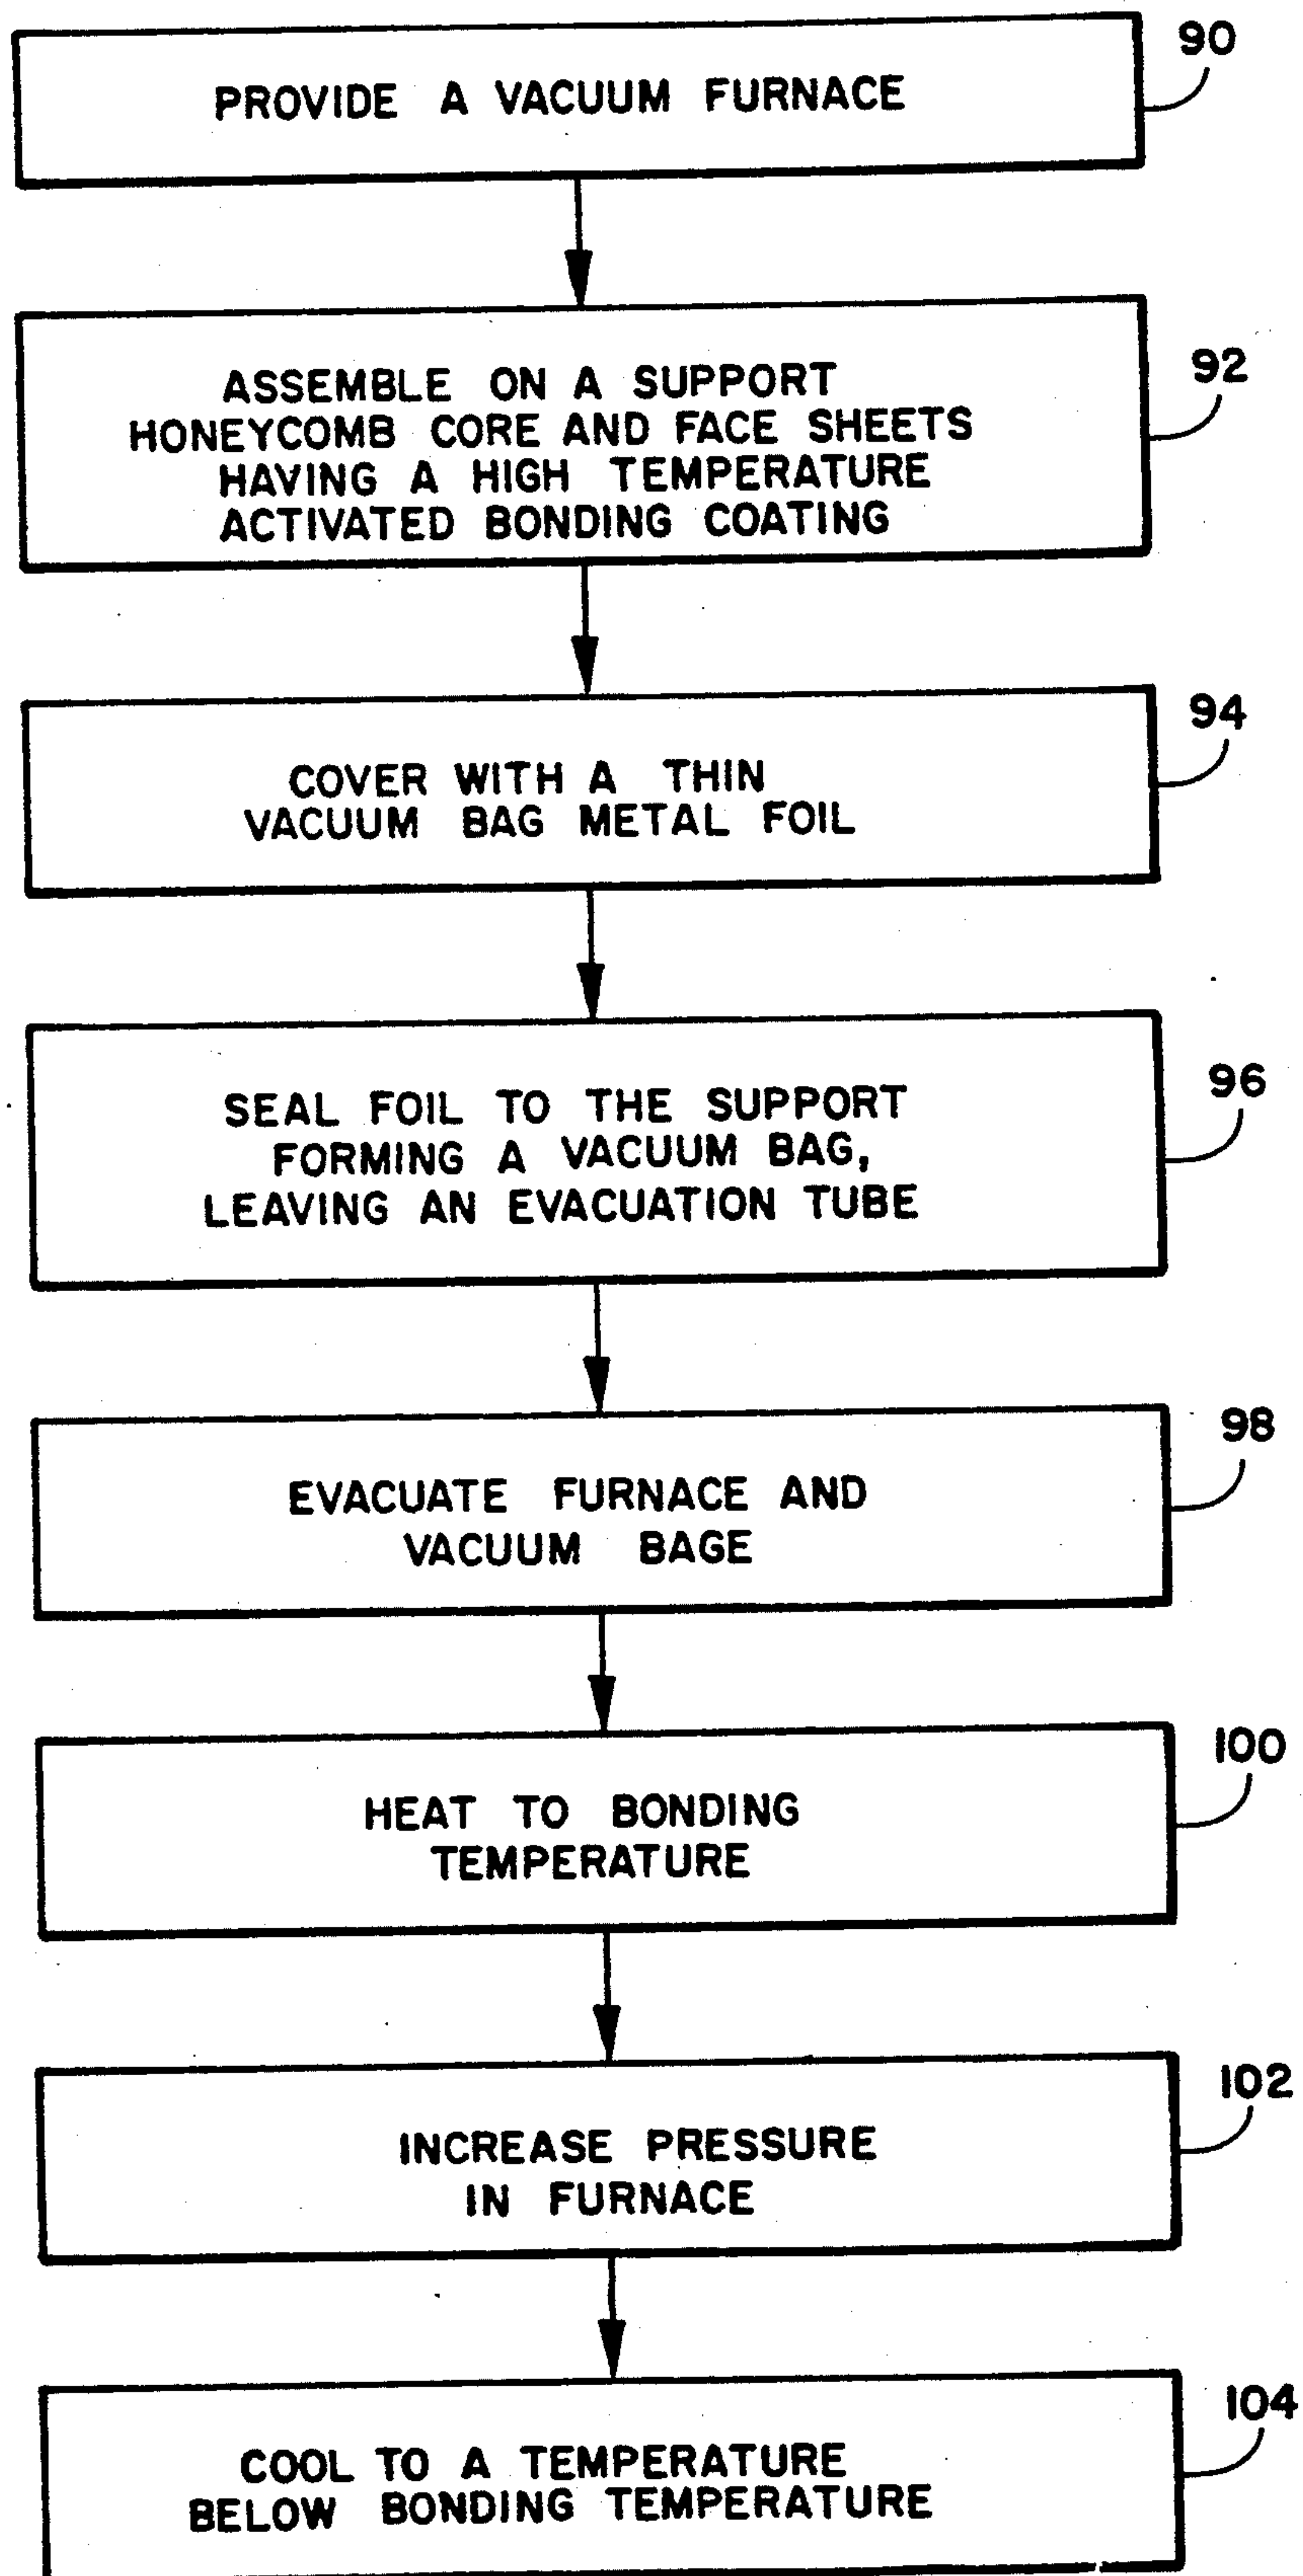 PROVIDE A VACUUM FURNACE
90
ASSEMBLE ON A SUPPORT
HONEYCOMB CORE AND FACE SHEETS
HAVING A HIGH TEMPERATURE
ACTIVATED BONDING COATING
92
COVER WITH A THIN
VACUUM BAG METAL FOIL
94
SEAL FOIL TO THE SUPPORT
FORMING A VACUUM BAG,
LEAVING AN EVACUATION TUBE
96
EVACUATE FURNACE AND
VACUUM BAGE
98
HEAT TO BONDING
TEMPERATURE
100
INCREASE PRESSURE
IN FURNACE
102
COOL TO A TEMPERATURE
BELOW BONDING TEMPERATURE
104